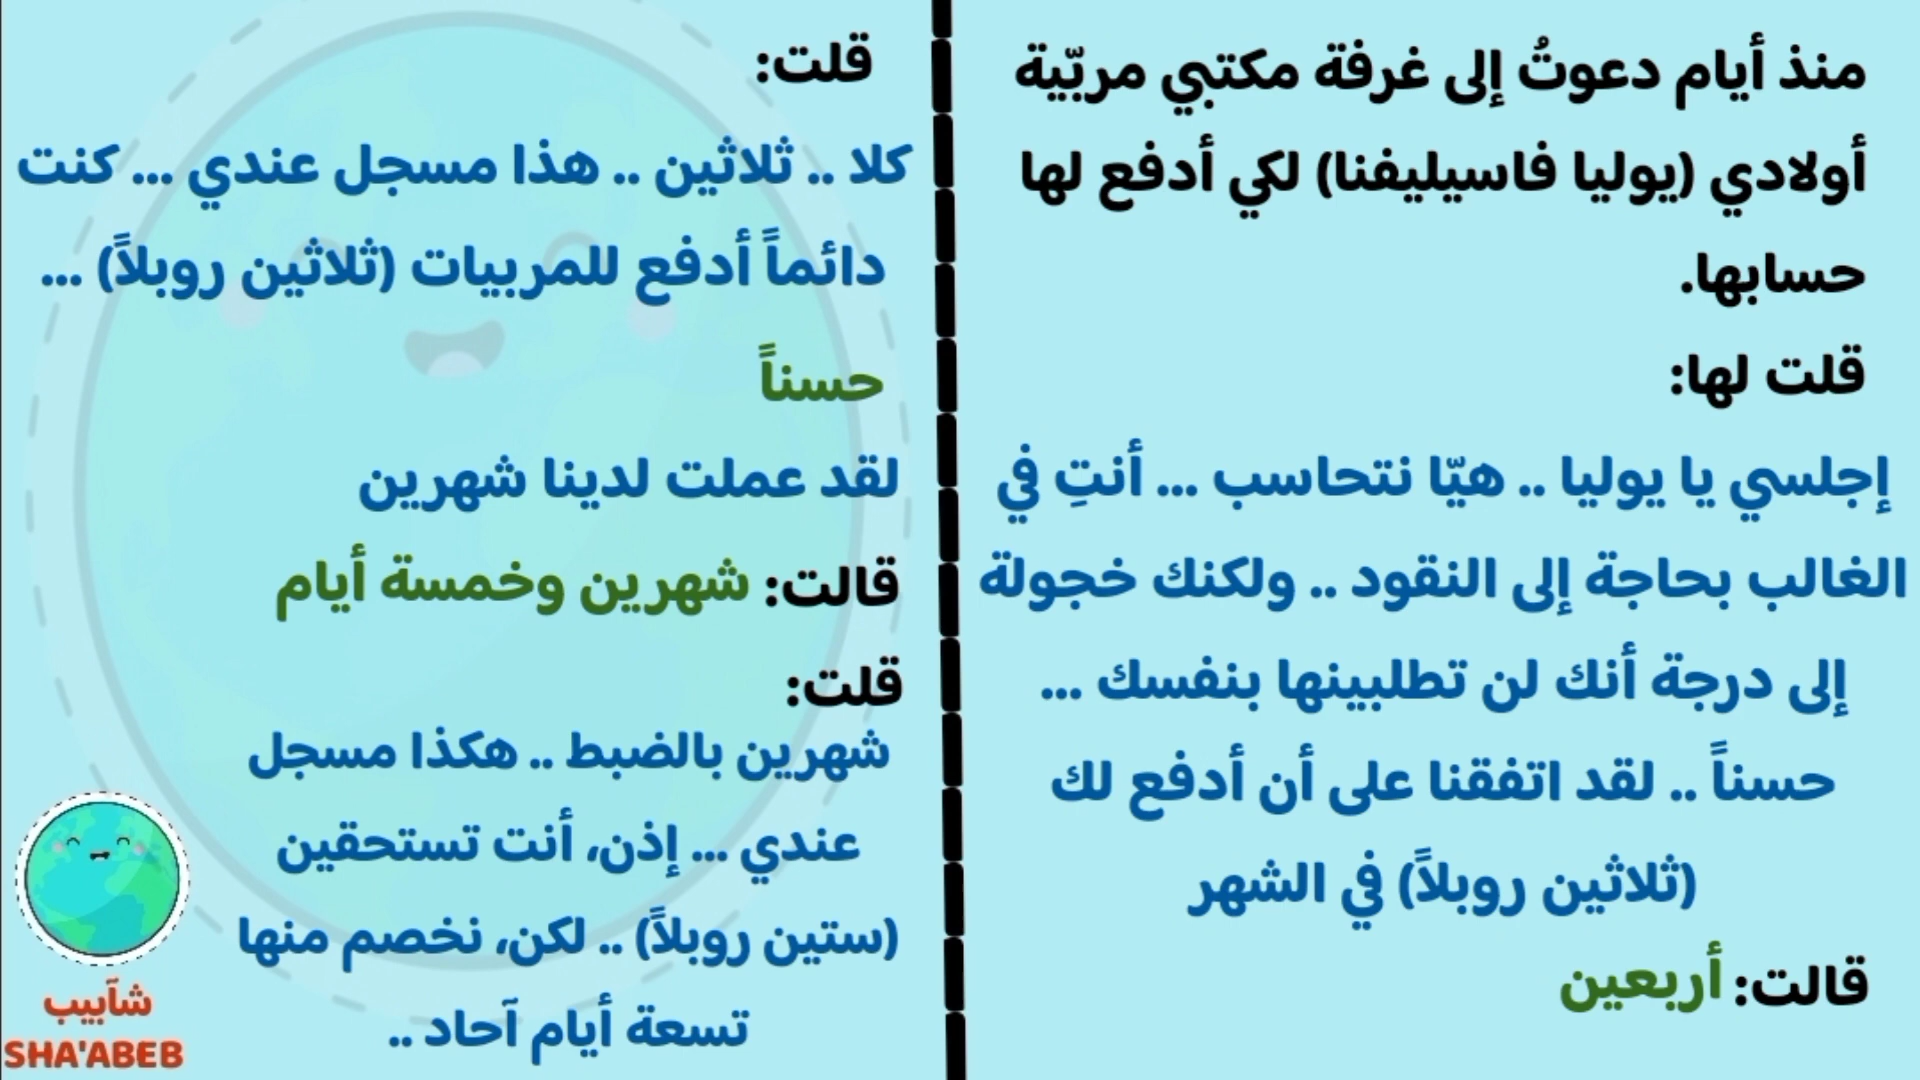 منذ أيام دعوتُ إلى غرفة مكتبي مربّية
أولادي (يوليا فاسيليفنا) لكي أدفع لها
حسابها.
قلت لها:
إجلسي يا يوليا .. هيّا نتحاسب ... أنتِ في
الغالب بحاجة إلى النقود .. ولكنك خجولة
إلى درجة أنك لن تطلبينها بنفسك ...
حسناً .. لقد اتفقنا على أن أدفع لك
(ثلاثين روبلاً) في الشهر
قالت: أربعين
قلت:
كلا .. ثلاثين .. هذا مسجل عندي ... كنت
دائماً أدفع للمربيات (ثلاثين روبلاً) ...
حسناً
لقد عملت لدينا شهرين
قالت: شهرين وخمسة أيام
قلت:
شهرين بالضبط .. هكذا مسجل
عندي ... إذن، أنت تستحقين
(ستين روبلاً) .. لكن، نخصم منها
تسعة أيام آحاد ..
شآبيب
SHA'ABEB